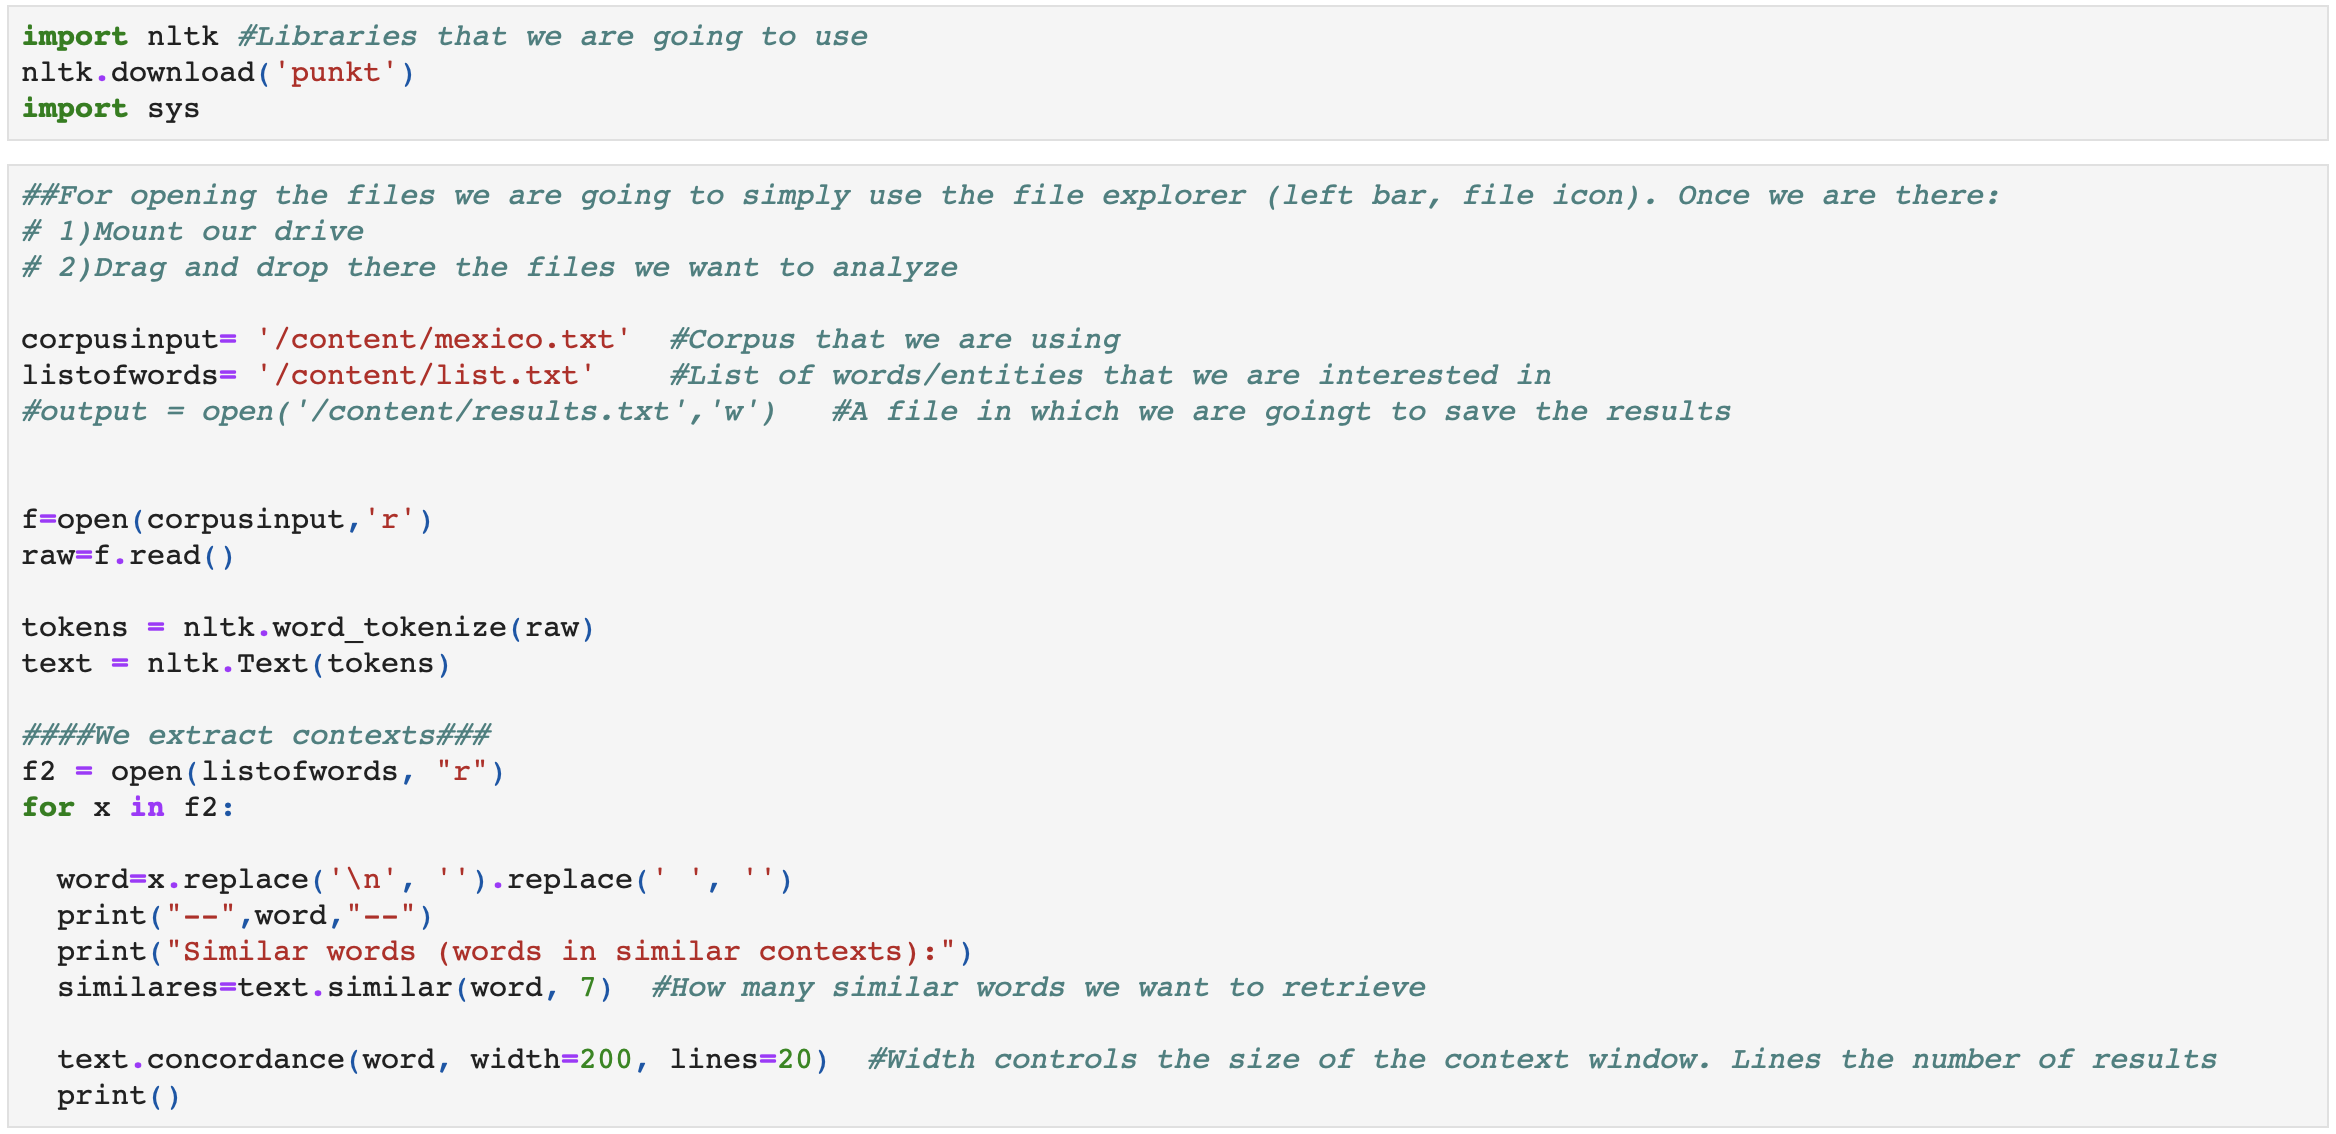 import nltk #Libraries that we are going to use
nltk.download('punkt')
import sys
##For opening the files we are going to simply use the file explorer (left bar, file icon). Once we are there:
# 1)Mount our drive
# 2)Drag and drop there the files we want to analyze
corpusinput= '/content/mexico.txt'  #Corpus that we are using
listofwords= '/content/list.txt'    #List of words/entities that we are interested in
#output = open('/content/results.txt','w')   #A file in which we are goingt to save the results
f=open(corpusinput,'r')
raw=f.read()
tokens = nltk.word_tokenize(raw)
text = nltk.Text(tokens)
####We extract contexts###
f2 = open(listofwords, "r")
for x in f2:
  word=x.replace('\n', '').replace(' ', '')
  print("--",word,"--")
  print("Similar words (words in similar contexts):")
  similares=text.similar(word, 7)  #How many similar words we want to retrieve
  text.concordance(word, width=200, lines=20)  #Width controls the size of the context window. Lines the number of results
  print()